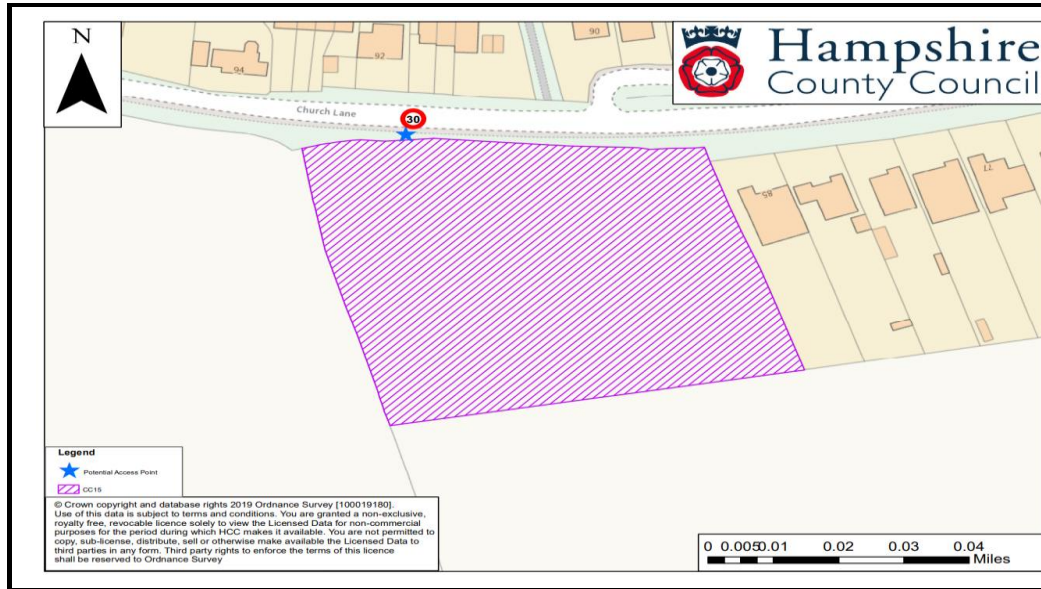 N
94
92
90
Hampshire
County Council
Church Lane
30
85
77
Legend
Potential Access Point
CC15
© Crown copyright and database rights 2019 Ordnance Survey [100019180].
Use of this data is subject to terms and conditions. You are granted a non-exclusive,
royalty free, revocable licence solely to view the Licensed Data for non-commercial
purposes for the period during which HCC makes it available. You are not permitted to
copy, sub-license, distribute, sell or otherwise make available the Licensed Data to
third parties in any form. Third party rights to enforce the terms of this licence
shall be reserved to Ordnance Survey
0 0.005 0.01 0.02 0.03 0.04
Miles